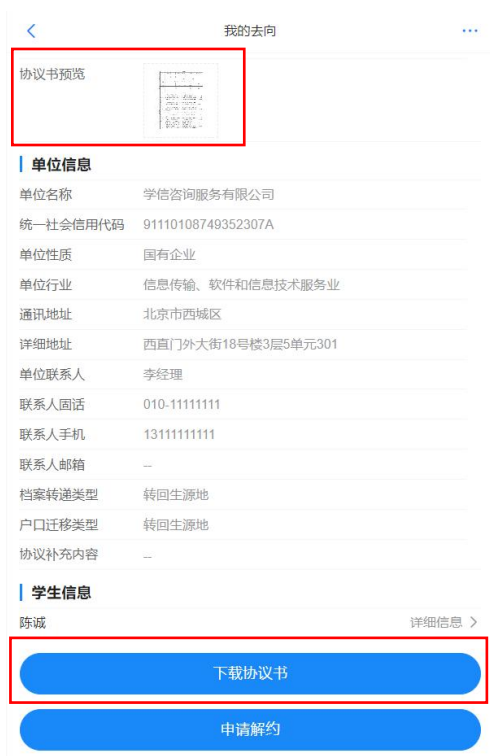 我的去向
协议书预览
单位信息
单位名称 学信咨询服务有限公司
统一社会信用代码 91110108749352307A
单位性质 国有企业
单位行业 信息传输、软件和信息技术服务业
通讯地址 北京市西城区
详细地址 西直门外大街18号楼3层5单元301
单位联系人 李经理
联系人固话 010-11111111
联系人手机 13111111111
联系人邮箱 --
档案转递类型 转回生源地
户口迁移类型 转回生源地
协议补充内容 --
学生信息
陈诚 详细信息
下载协议书
申请解约